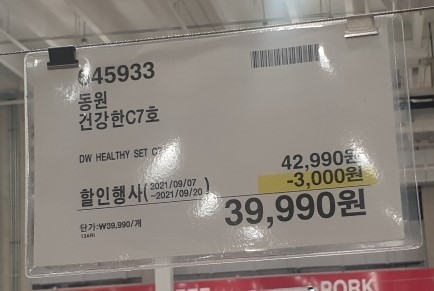 645933
동원
건강한C7호
DW HEALTHY SET C7
42,990원
-3,000원
할인행사(2021/09/07 ~2021/09/20)
39,990원
단가:₩39,990/개
13ARI
PORK